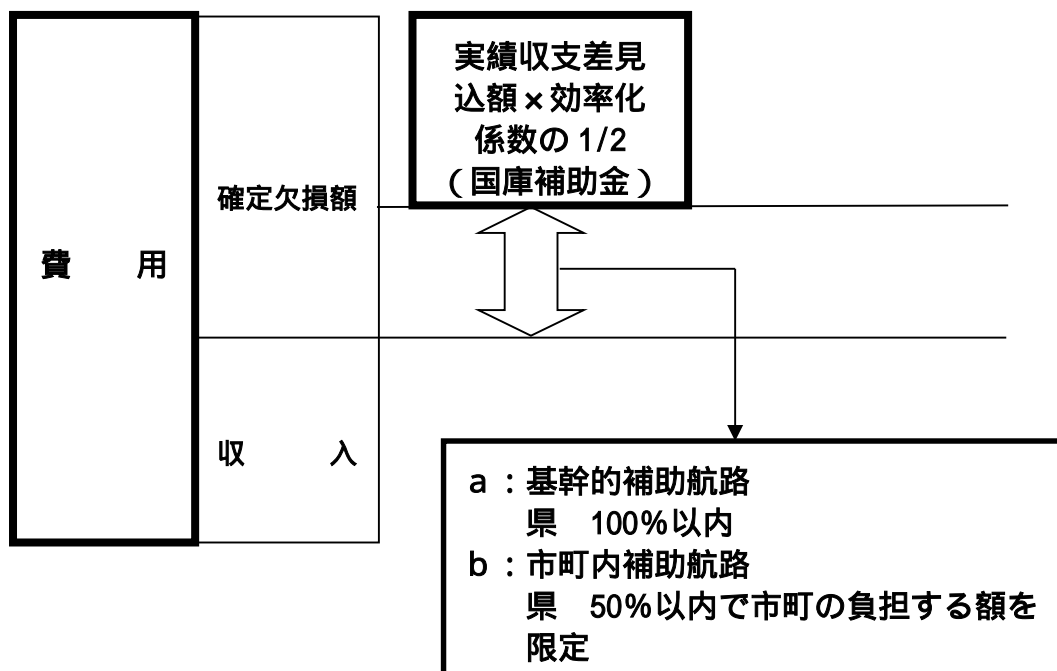 費　用
確定欠損額
収　入
実績収支差見
込額×効率化
係数の 1/2
（国庫補助金）
a：基幹的補助航路
県　100%以内
b：市町内補助航路
県　50%以内で市町の負担する額を
限定